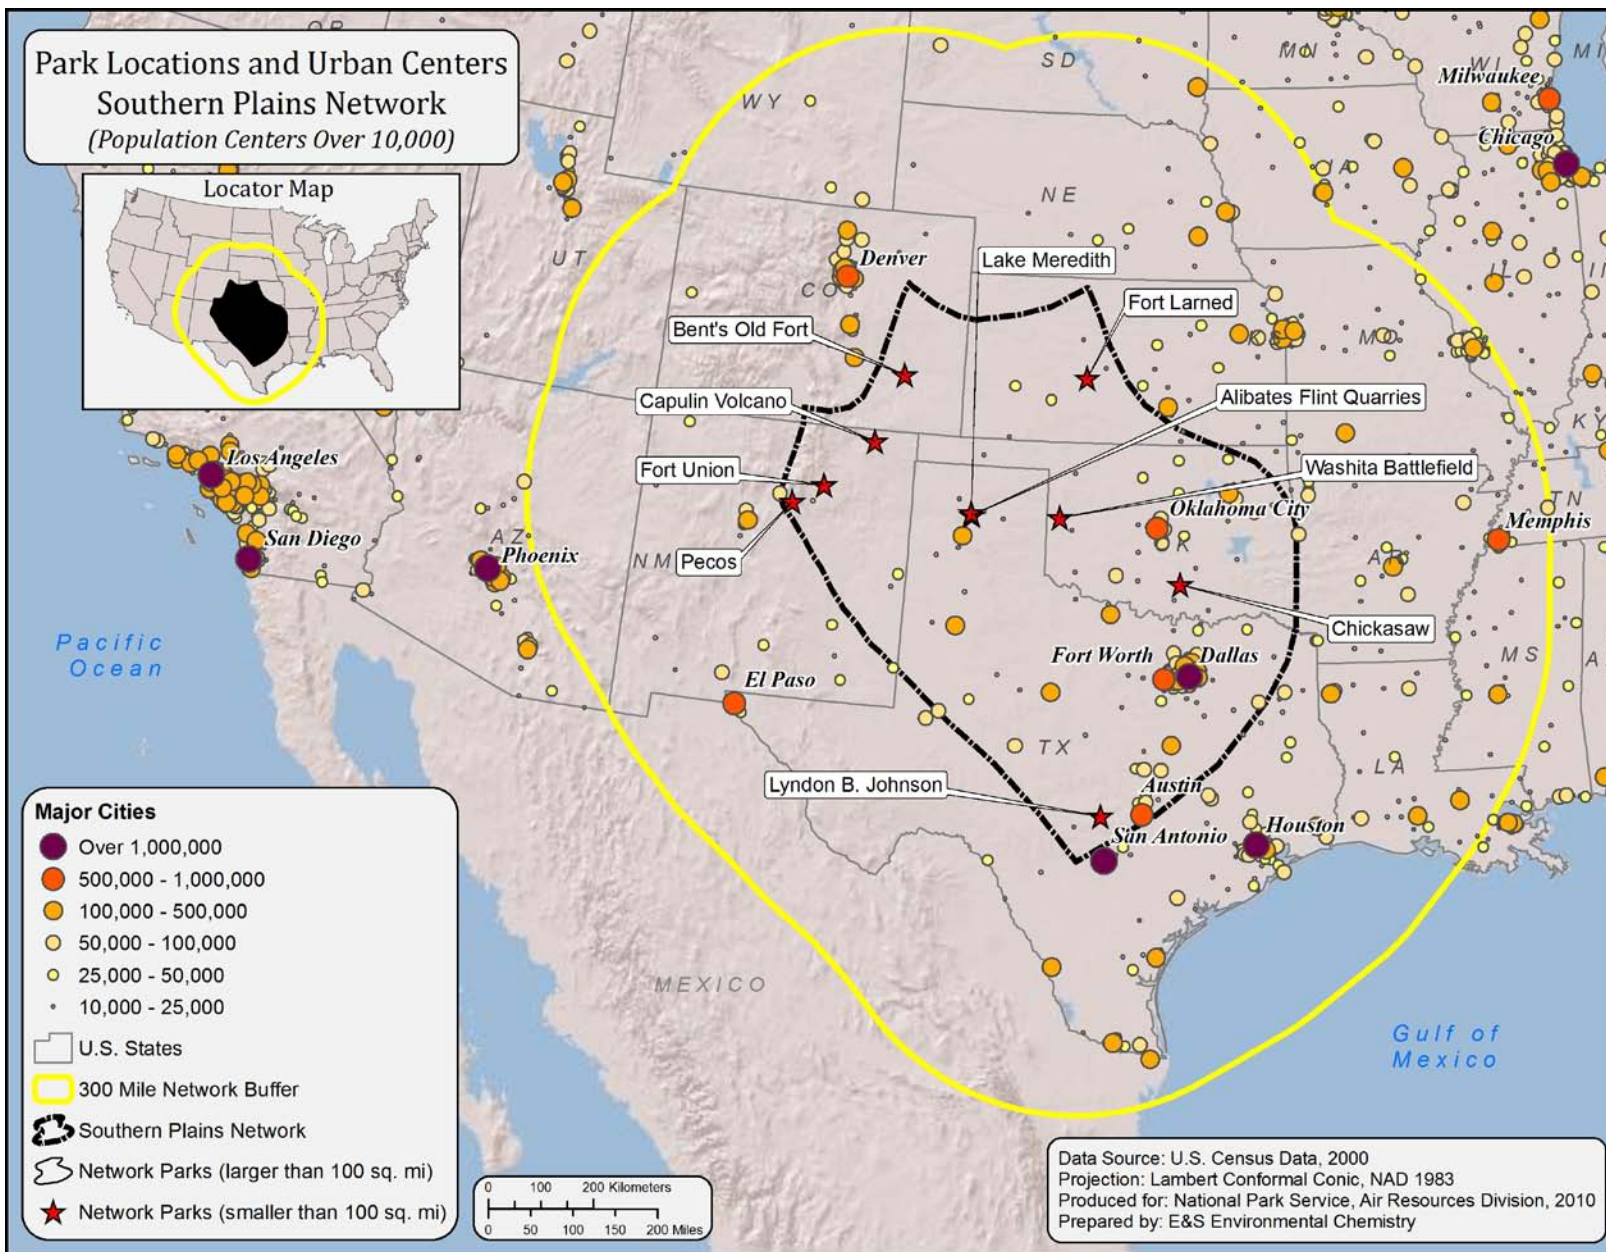 Park Locations and Urban Centers
Southern Plains Network
(Population Centers Over 10,000)
Locator Map
OR
WY
SD
MN
WI
MI
Milwaukee
Chicago
IA
NE
UT
Denver
CO
Lake Meredith
Fort Larned
Bent's Old Fort
IL
K
MO
Capulin Volcano
Alibates Flint Quarries
KY
Los Angeles
Fort Union
Washita Battlefield
TN
Oklahoma City
Memphis
San Diego
AZ
Phoenix
NM
Pecos
K
AR
Chickasaw
Pacific
Ocean
Fort Worth
Dallas
MS
A
El Paso
TX
LA
Lyndon B. Johnson
Austin
San Antonio
Houston
MEXICO
Gulf of
Mexico
Major Cities
Over 1,000,000
500,000 - 1,000,000
100,000 - 500,000
50,000 - 100,000
25,000 - 50,000
10,000 - 25,000
U.S. States
300 Mile Network Buffer
Southern Plains Network
Network Parks (larger than 100 sq. mi)
Network Parks (smaller than 100 sq. mi)
0 100 200 Kilometers
0 50 100 150 200 Miles
Data Source: U.S. Census Data, 2000
Projection: Lambert Conformal Conic, NAD 1983
Produced for: National Park Service, Air Resources Division, 2010
Prepared by: E&S Environmental Chemistry